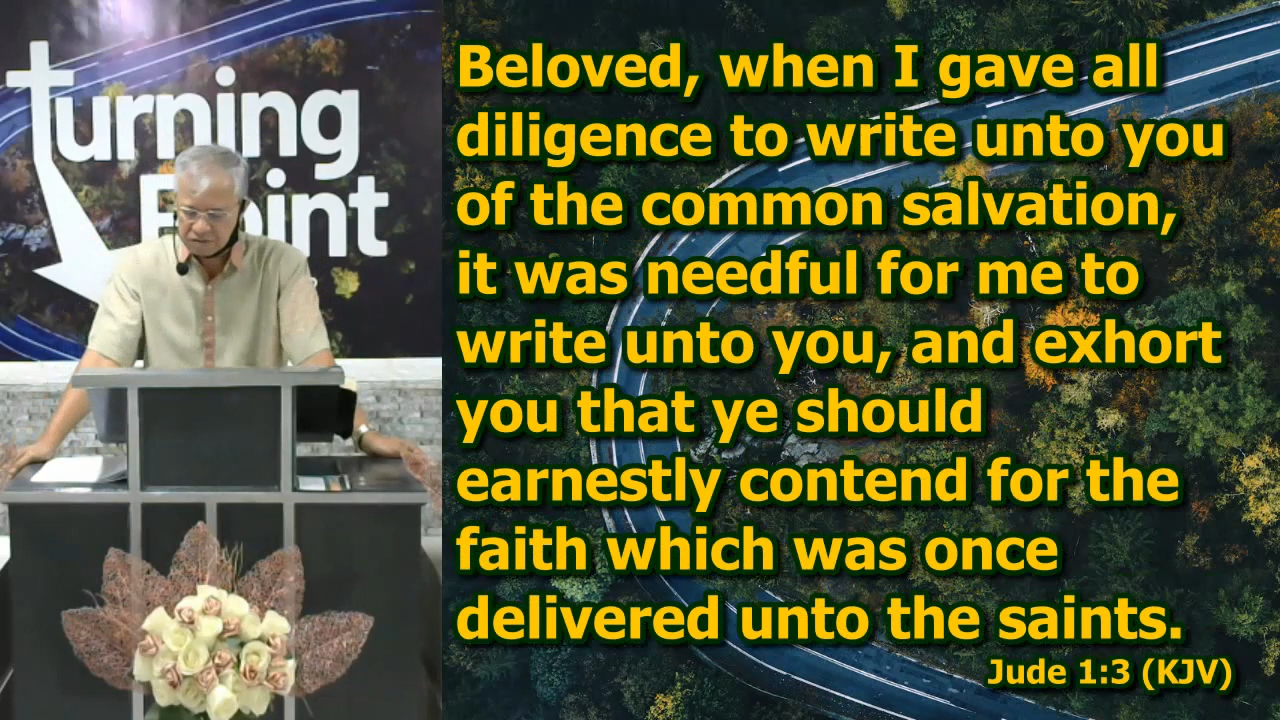 turning
Point
Beloved, when I gave all
diligence to write unto you
of the common salvation,
it was needful for me to
write unto you, and exhort
you that ye should
earnestly contend for the
faith which was once
delivered unto the saints.
Jude 1:3 (KJV)